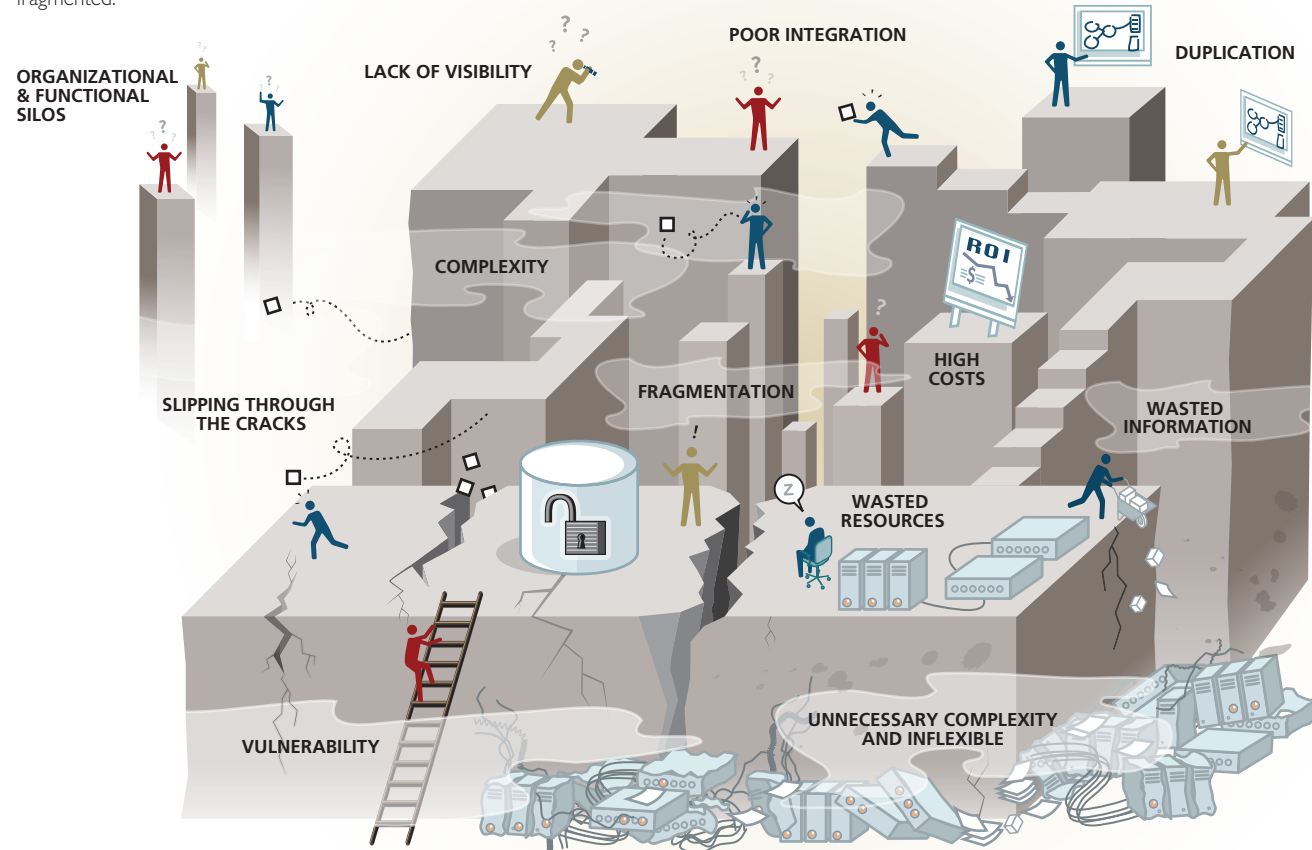 fragmented.
ORGANIZATIONAL
& FUNCTIONAL
SILOS
LACK OF VISIBILITY
POOR INTEGRATION
DUPLICATION
COMPLEXITY
ROI
$
FRAGMENTATION
HIGH
COSTS
SLIPPING THROUGH
THE CRACKS
WASTED
INFORMATION
Z
WASTED
RESOURCES
VULNERABILITY
UNNECESSARY COMPLEXITY
AND INFLEXIBLE